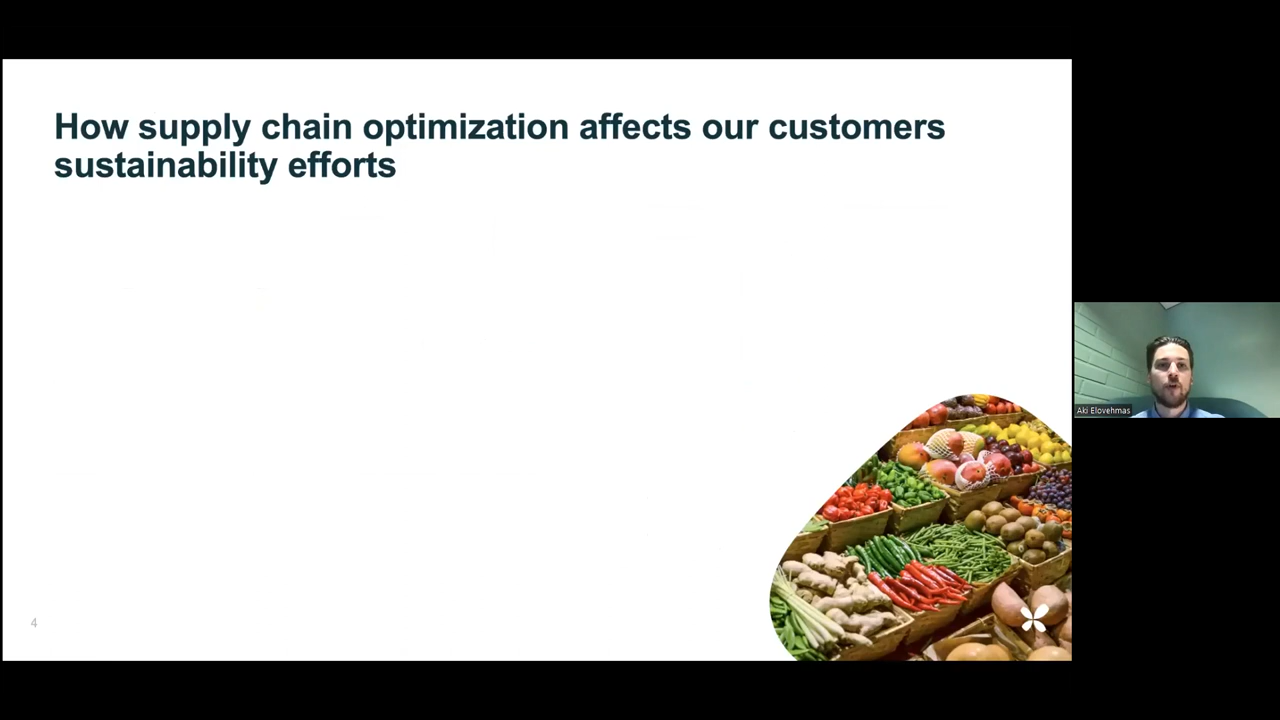 How supply chain optimization affects our customers
sustainability efforts
Aki Elovehmas
4